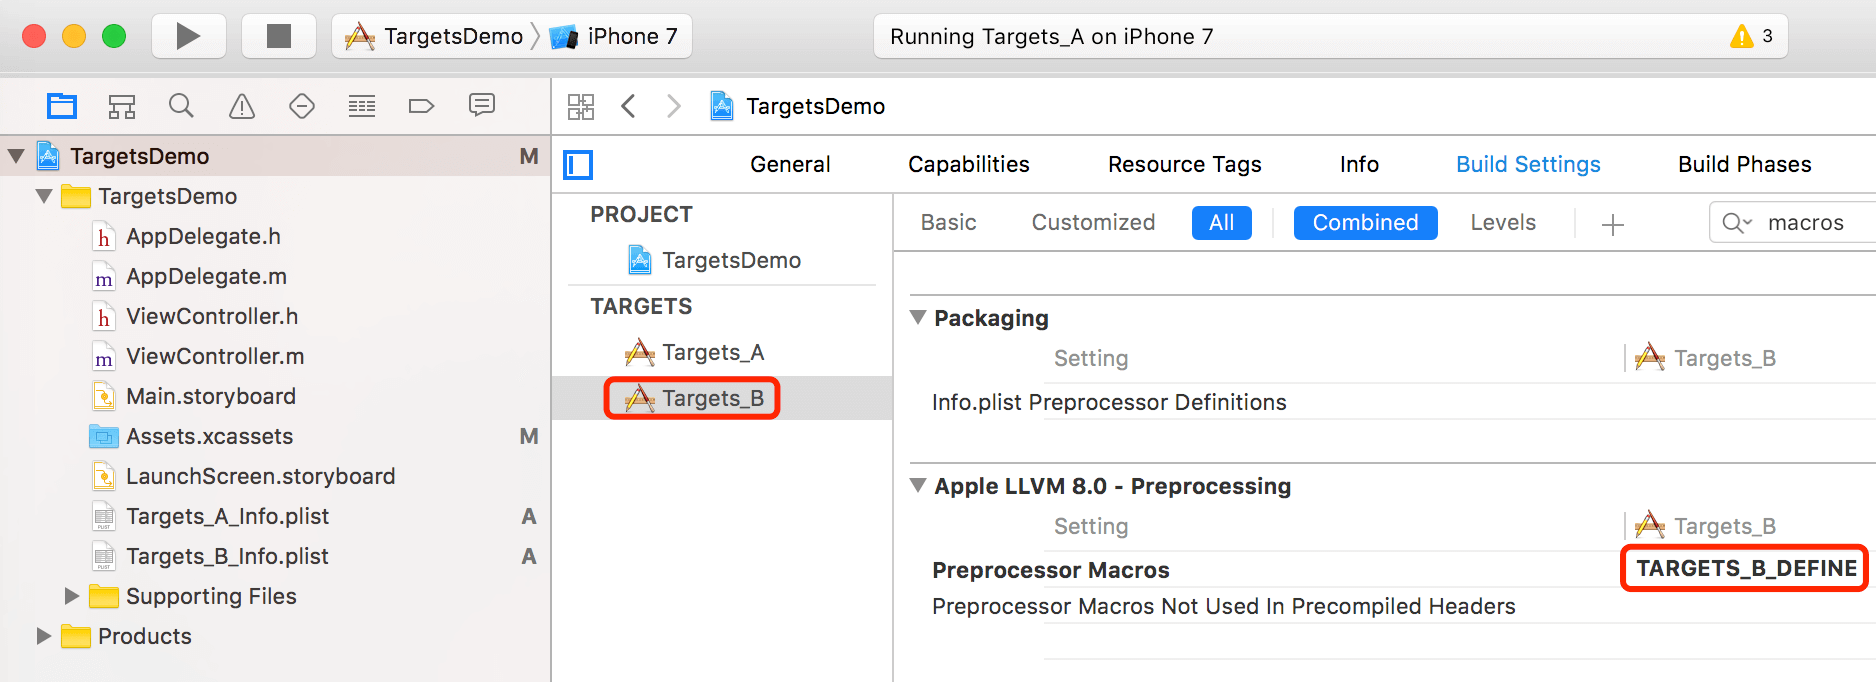 TargetsDemo
iPhone 7
Running Targets_A on iPhone 7
3
TargetsDemo
TargetsDemo M
TargetsDemo
AppDelegate.h
AppDelegate.m
ViewController.h
ViewController.m
Main.storyboard
Assets.xcassets M
LaunchScreen.storyboard
Targets_A_Info.plist A
Targets_B_Info.plist A
Supporting Files
Products
General Capabilities Resource Tags Info Build Settings Build Phases
PROJECT
TargetsDemo
TARGETS
Targets_A
Targets_B
Basic Customized All Combined Levels macros
Packaging
Setting Targets_B
Info.plist Preprocessor Definitions
Apple LLVM 8.0 - Preprocessing
Setting Targets_B
Preprocessor Macros TARGETS_B_DEFINE
Preprocessor Macros Not Used In Precompiled Headers